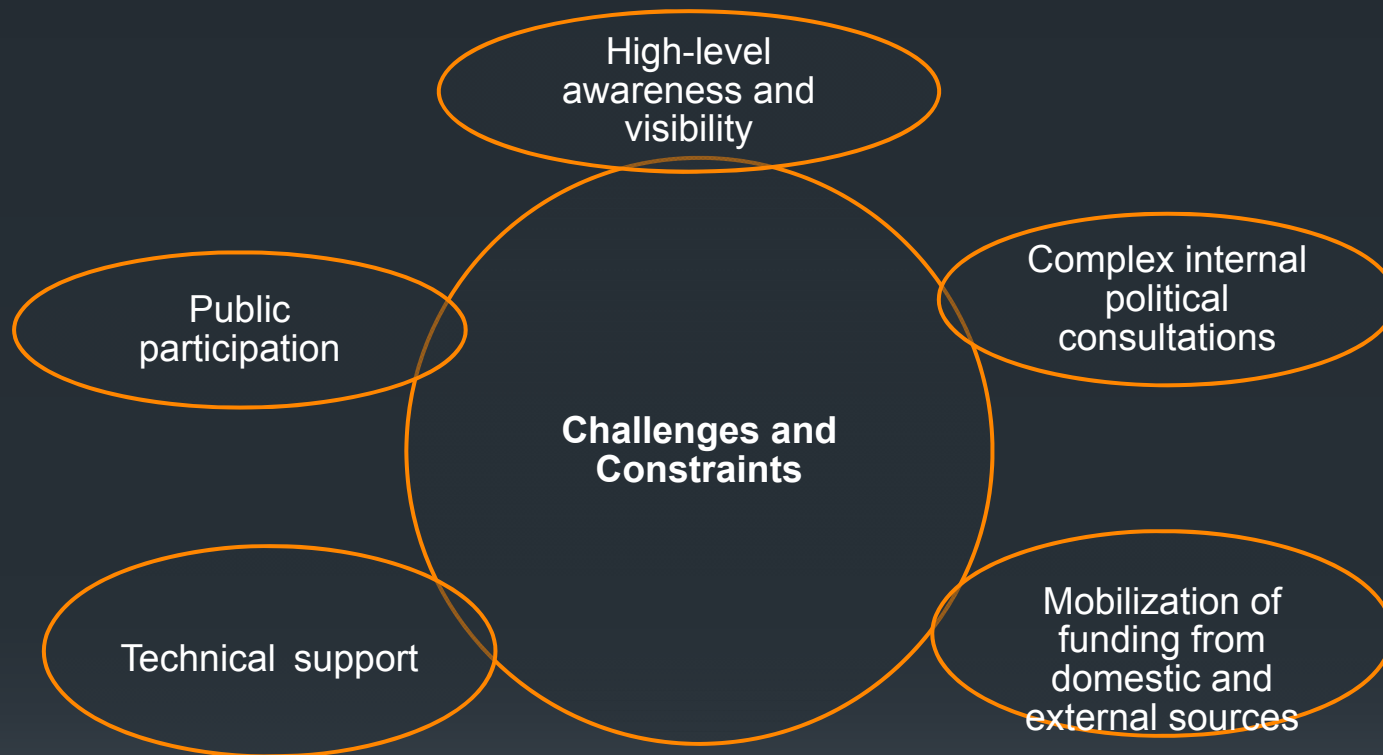 High-level
awareness and
visibility
Complex internal
political
consultations
Public
participation
Challenges and
Constraints
Technical support
Mobilization of
funding from
domestic and
external sources